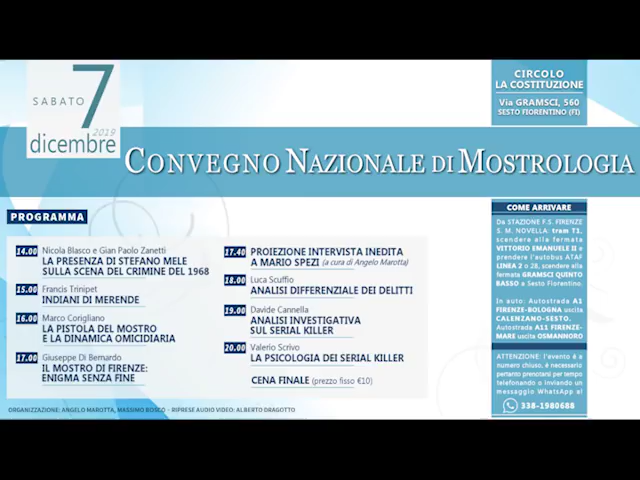 SABATO 7
2019
dicembre
CIRCOLO
LA COSTITUZIONE
Via GRAMSCI, 560
SESTO FIORENTINO (FI)
CONVEGNO NAZIONALE DI MOSTROLOGIA
PROGRAMMA
14.00 Nicola Blasco e Gian Paolo Zanetti
LA PRESENZA DI STEFANO MELE
SULLA SCENA DEL CRIMINE DEL 1968
15.00 Francis Trinipet
INDIANI DI MERENDE
16.00 Marco Corigliano
LA PISTOLA DEL MOSTRO
E LA DINAMICA OMICIDIARIA
17.00 Giuseppe Di Bernardo
IL MOSTRO DI FIRENZE:
ENIGMA SENZA FINE
17.40 PROIEZIONE INTERVISTA INEDITA
A MARIO SPEZI (a cura di Angelo Marotta)
18.00 Luca Scuffio
ANALISI DIFFERENZIALE DEI DELITTI
19.00 Davide Cannella
ANALISI INVESTIGATIVA
SUL SERIAL KILLER
20.00 Valerio Scrivo
LA PSICOLOGIA DEI SERIAL KILLER
CENA FINALE (prezzo fisso €10)
COME ARRIVARE
Da STAZIONE F.S. FIRENZE
S. M. NOVELLA: tram T1,
scendere alla fermata
VITTORIO EMANUELE II e
prendere l'autobus ATAF
LINEA 2 o 28, scendere alla
fermata GRAMSCI QUINTO
BASSO a Sesto Fiorentino.
In auto: Autostrada A1
FIRENZE-BOLOGNA uscita
CALENZANO-SESTO.
Autostrada A11 FIRENZE-
MARE uscita OSMANNORO
ATTENZIONE: l'evento è a
numero chiuso, è necessario
pertanto prenotarsi per tempo
telefonando o inviando un
messaggio WhatsApp al
338-1980688
ORGANIZZAZIONE: ANGELO MAROTTA, MASSIMO BOSCO - RIPRESE AUDIO VIDEO: ALBERTO DRAGOTTO